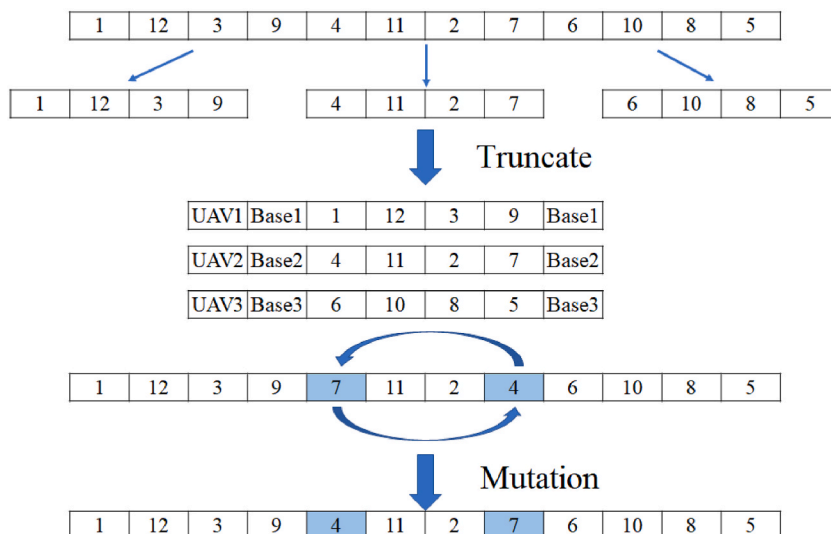 1 12 3 9 4 11 2 7 6 10 8 5
1 12 3 9 4 11 2 7 6 10 8 5
Truncate
UAV1 Base1 1 12 3 9 Base1
UAV2 Base2 4 11 2 7 Base2
UAV3 Base3 6 10 8 5 Base3
1 12 3 9 7 11 2 4 6 10 8 5
Mutation
1 12 3 9 4 11 2 7 6 10 8 5